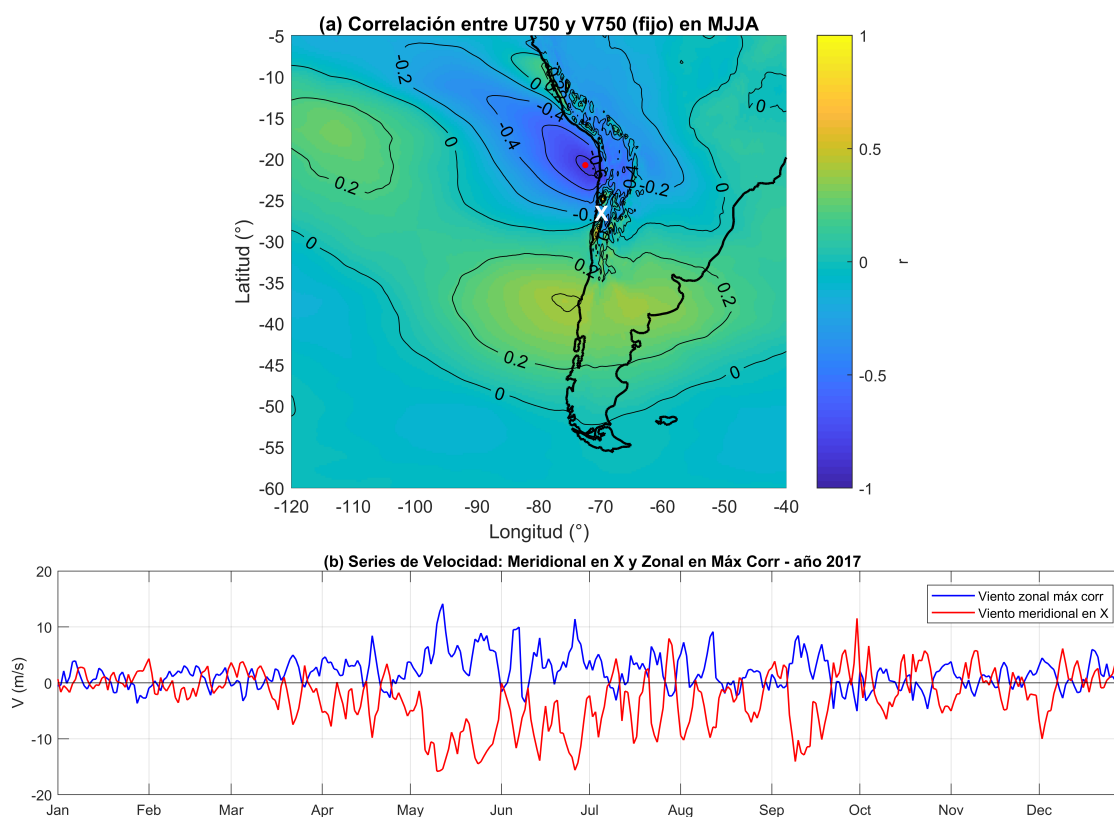 (a) Correlación entre U750 y V750 (fijo) en MJJA
Latitud (°)
-5
-10
-15
-20
-25
-30
-35
-40
-45
-50
-55
-60
-120
-110
-100
-90
-80
-70
-60
-50
-40
Longitud (°)
-0.2
0
-0.4
-0.4
0
0
0.2
-0.2
0
X
0
0.2
0.2
0.2
0
0
1
0.5
0
-0.5
-1
r
(b) Series de Velocidad: Meridional en X y Zonal en Máx Corr - año 2017
V (m/s)
20
10
0
-10
-20
Viento zonal máx corr
Viento meridional en X
Jan
Feb
Mar
Apr
May
Jun
Jul
Aug
Sep
Oct
Nov
Dec